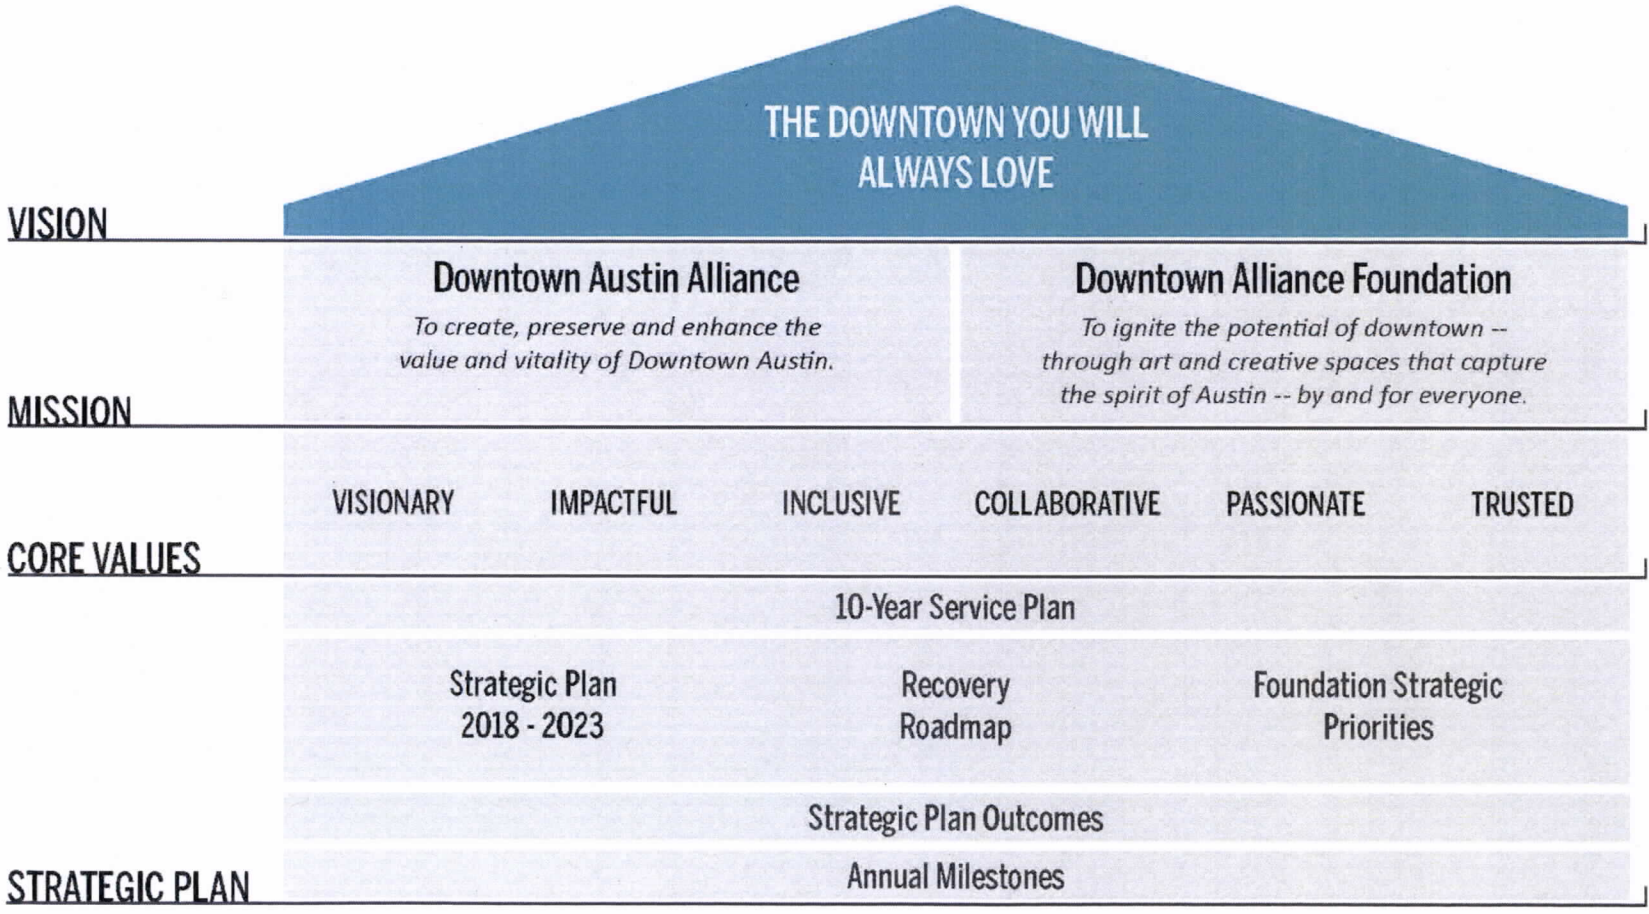 THE DOWNTOWN YOU WILL
ALWAYS LOVE
VISION
Downtown Austin Alliance
To create, preserve and enhance the
value and vitality of Downtown Austin.
Downtown Alliance Foundation
To ignite the potential of downtown --
through art and creative spaces that capture
the spirit of Austin -- by and for everyone.
MISSION
VISIONARY IMPACTFUL INCLUSIVE COLLABORATIVE PASSIONATE TRUSTED
CORE VALUES
10-Year Service Plan
Strategic Plan
2018 - 2023
Recovery
Roadmap
Foundation Strategic
Priorities
Strategic Plan Outcomes
Annual Milestones
STRATEGIC PLAN